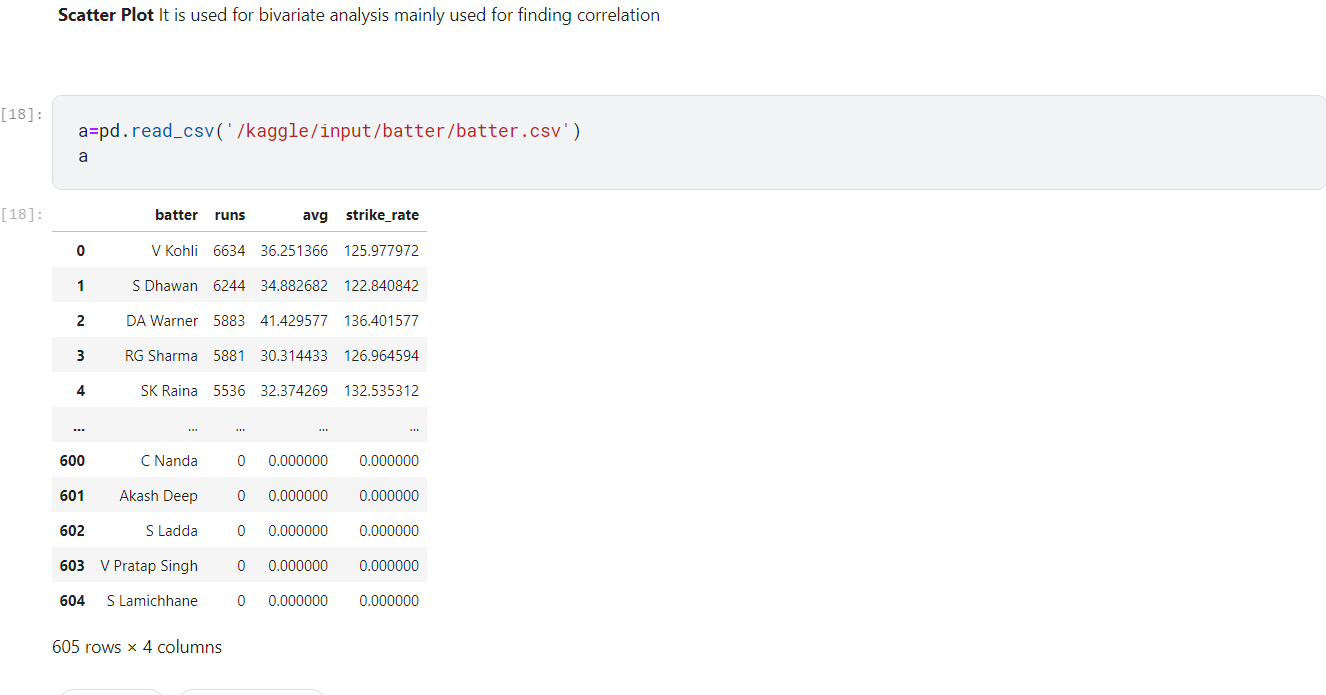 Scatter Plot It is used for bivariate analysis mainly used for finding correlation
[18]:
a=pd.read_csv('/kaggle/input/batter/batter.csv')
a
[18]:
batter runs avg strike_rate
0 V Kohli 6634 36.251366 125.977972
1 S Dhawan 6244 34.882682 122.840842
2 DA Warner 5883 41.429577 136.401577
3 RG Sharma 5881 30.314433 126.964594
4 SK Raina 5536 32.374269 132.535312
... ... ... ... ...
600 C Nanda 0 0.000000 0.000000
601 Akash Deep 0 0.000000 0.000000
602 S Ladda 0 0.000000 0.000000
603 V Pratap Singh 0 0.000000 0.000000
604 S Lamichhane 0 0.000000 0.000000
605 rows × 4 columns